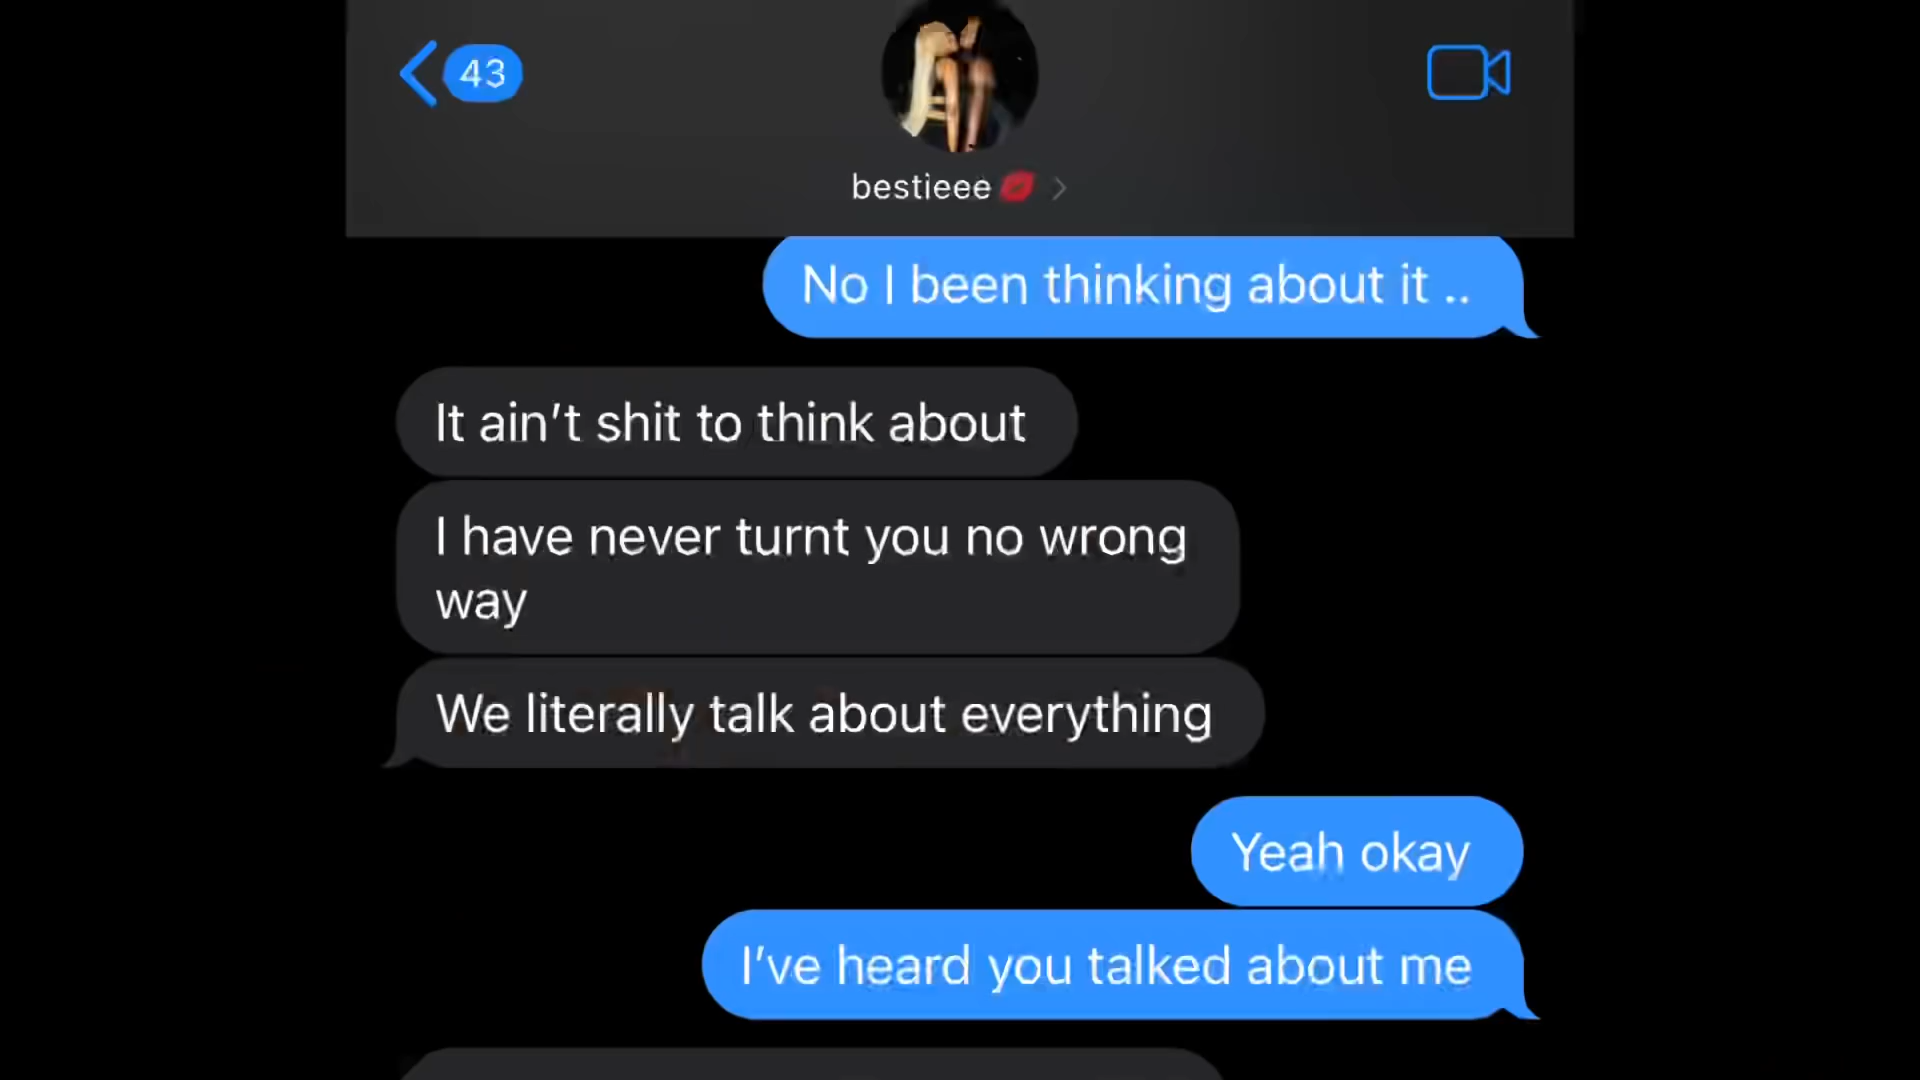 43
bestieee💋
No I been thinking about it ..
It ain't shit to think about
I have never turnt you no wrong
way
We literally talk about everything
Yeah okay
I've heard you talked about me